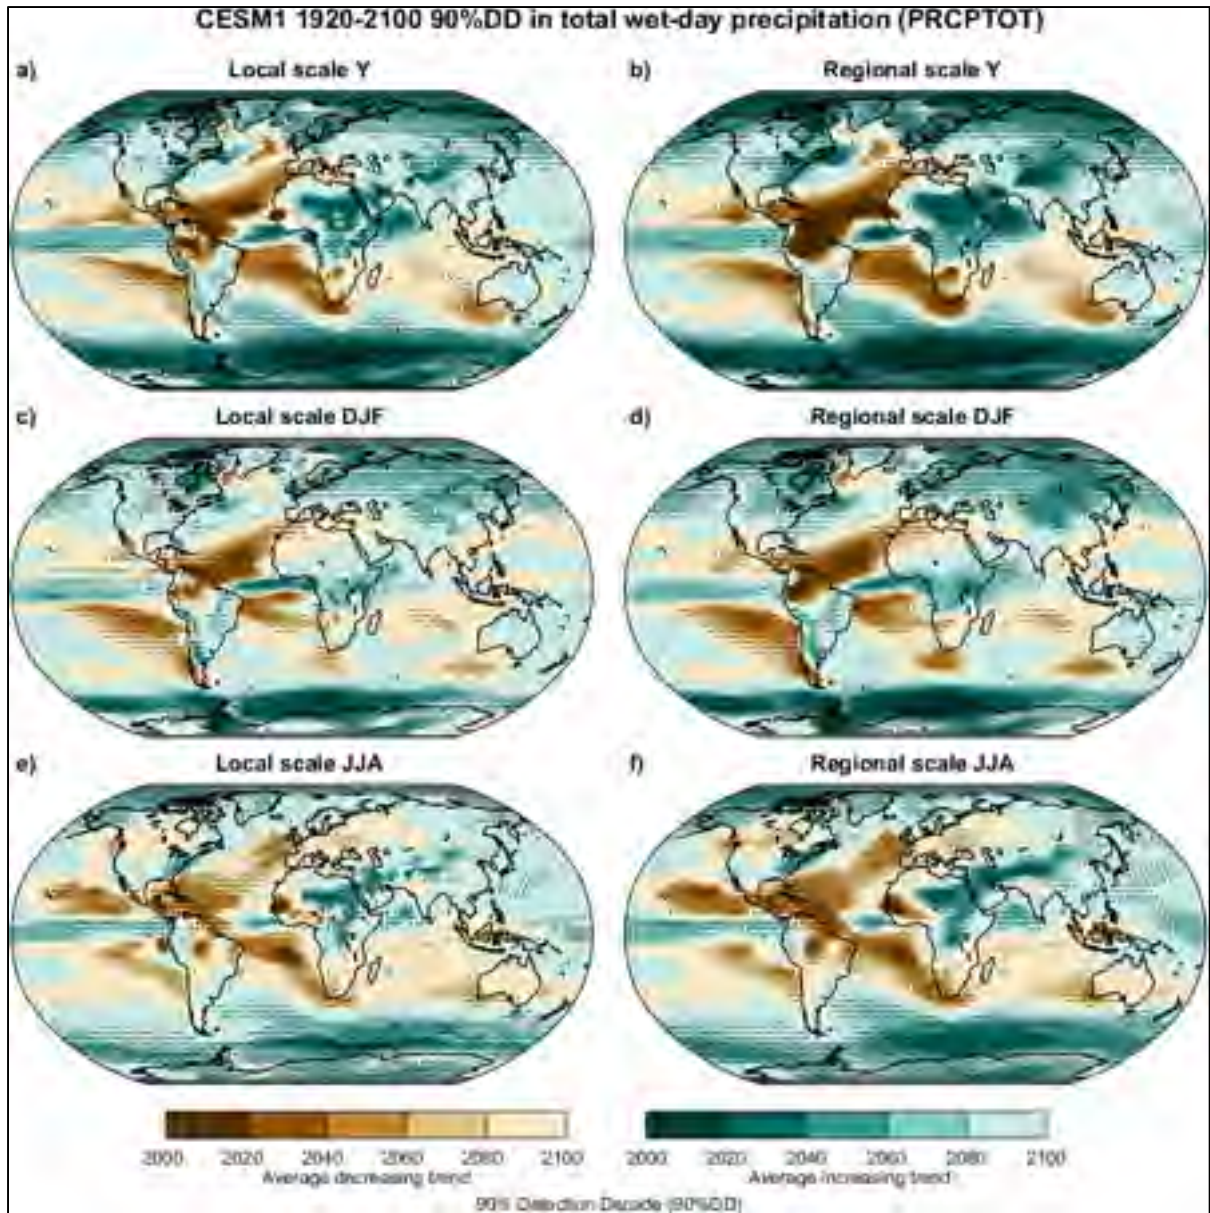 CESM1 1920-2100 90%DD in total wet-day precipitation (PRCPTOT)
a) Local scale Y
b) Regional scale Y
c) Local scale DJF
d) Regional scale DJF
e) Local scale JJA
f) Regional scale JJA
2000 2020 2040 2060 2080 2100
2000 2020 2040 2060 2080 2100
Average decreasing trend
Average increasing trend
90% Detection Decade (90%DD)